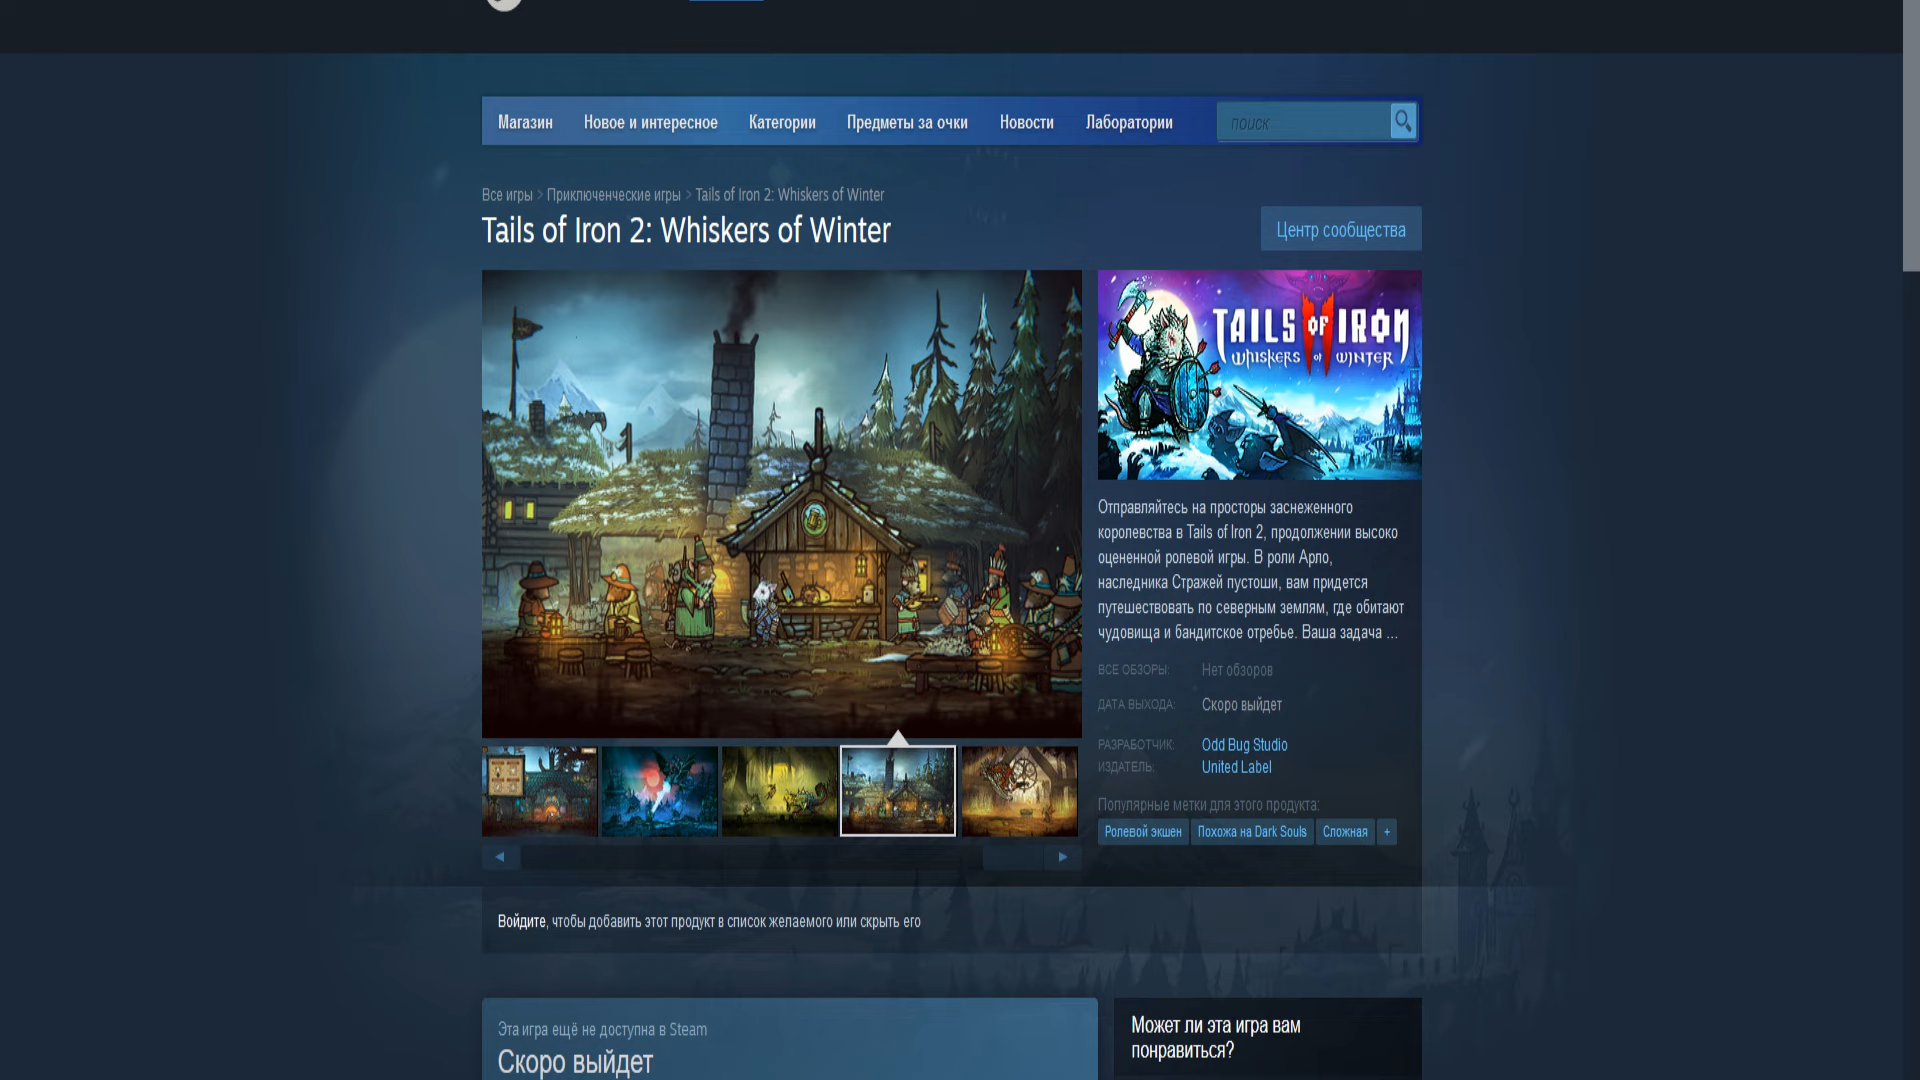 Магазин Новое и интересное Категории Предметы за очки Новости Лаборатории поиск
Все игры > Приключенческие игры > Tails of Iron 2: Whiskers of Winter
Tails of Iron 2: Whiskers of Winter
Центр сообщества
TAILS OF IRON
WHISKERS OF WINTER
Отправляйтесь на просторы заснеженного
королевства в Tails of Iron 2, продолжении высоко
оцененной ролевой игры. В роли Арло,
наследника Стражей пустоши, вам придется
путешествовать по северным землям, где обитают
чудовища и бандитское отребье. Ваша задача ...
ВСЕ ОБЗОРЫ: Нет обзоров
ДАТА ВЫХОДА: Скоро выйдет
РАЗРАБОТЧИК: Odd Bug Studio
ИЗДАТЕЛЬ: United Label
Популярные метки для этого продукта:
Ролевой экшен Похожа на Dark Souls Сложная +
Войдите, чтобы добавить этот продукт в список желаемого или скрыть его
Эта игра ещё не доступна в Steam
Скоро выйдет
Может ли эта игра вам
понравиться?